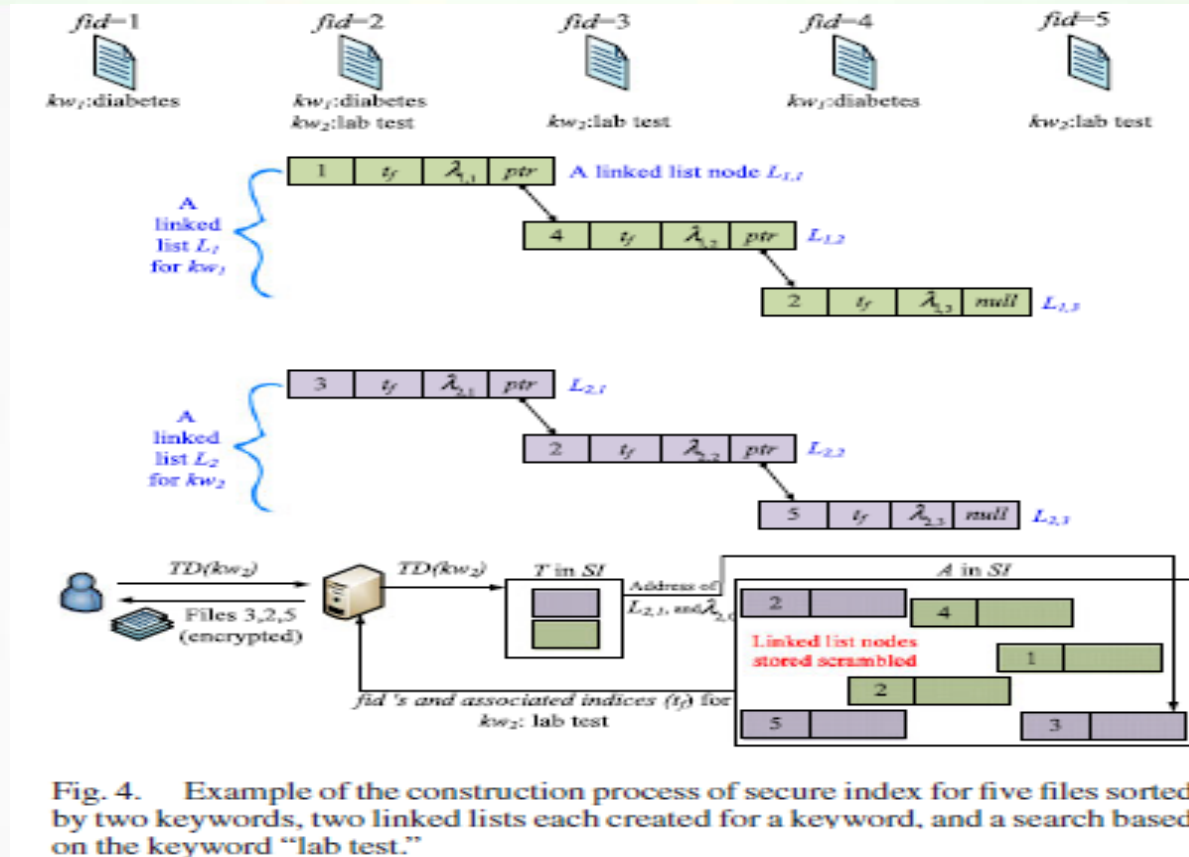 fid=1 fid=2 fid=3 fid=4 fid=5
kw₁:diabetes kw₁:diabetes kw₂:lab test kw₁:diabetes kw₂:lab test
kw₂:lab test
1 t_f λ₁,₁ ptr A linked list node L₁,₁
A
linked
list L₁
for kw₁
4 t_f λ₁,₂ ptr L₁,₂
2 t_f λ₁,₃ null L₁,₃
3 t_f λ₂,₁ ptr L₂,₁
A
linked
list L₂
for kw₂
2 t_f λ₂,₂ ptr L₂,₂
5 t_f λ₂,₃ null L₂,₃
TD(kw₂) TD(kw₂) T in SI A in SI
Files 3,2,5
(encrypted)
Address of
L₂,₁, and
2
4
Linked list nodes
stored scrambled
1
2
5
3
fid 's and associated indices (t_f) for
kw₂: lab test
Fig. 4. Example of the construction process of secure index for five files sorted
by two keywords, two linked lists each created for a keyword, and a search based
on the keyword “lab test.”